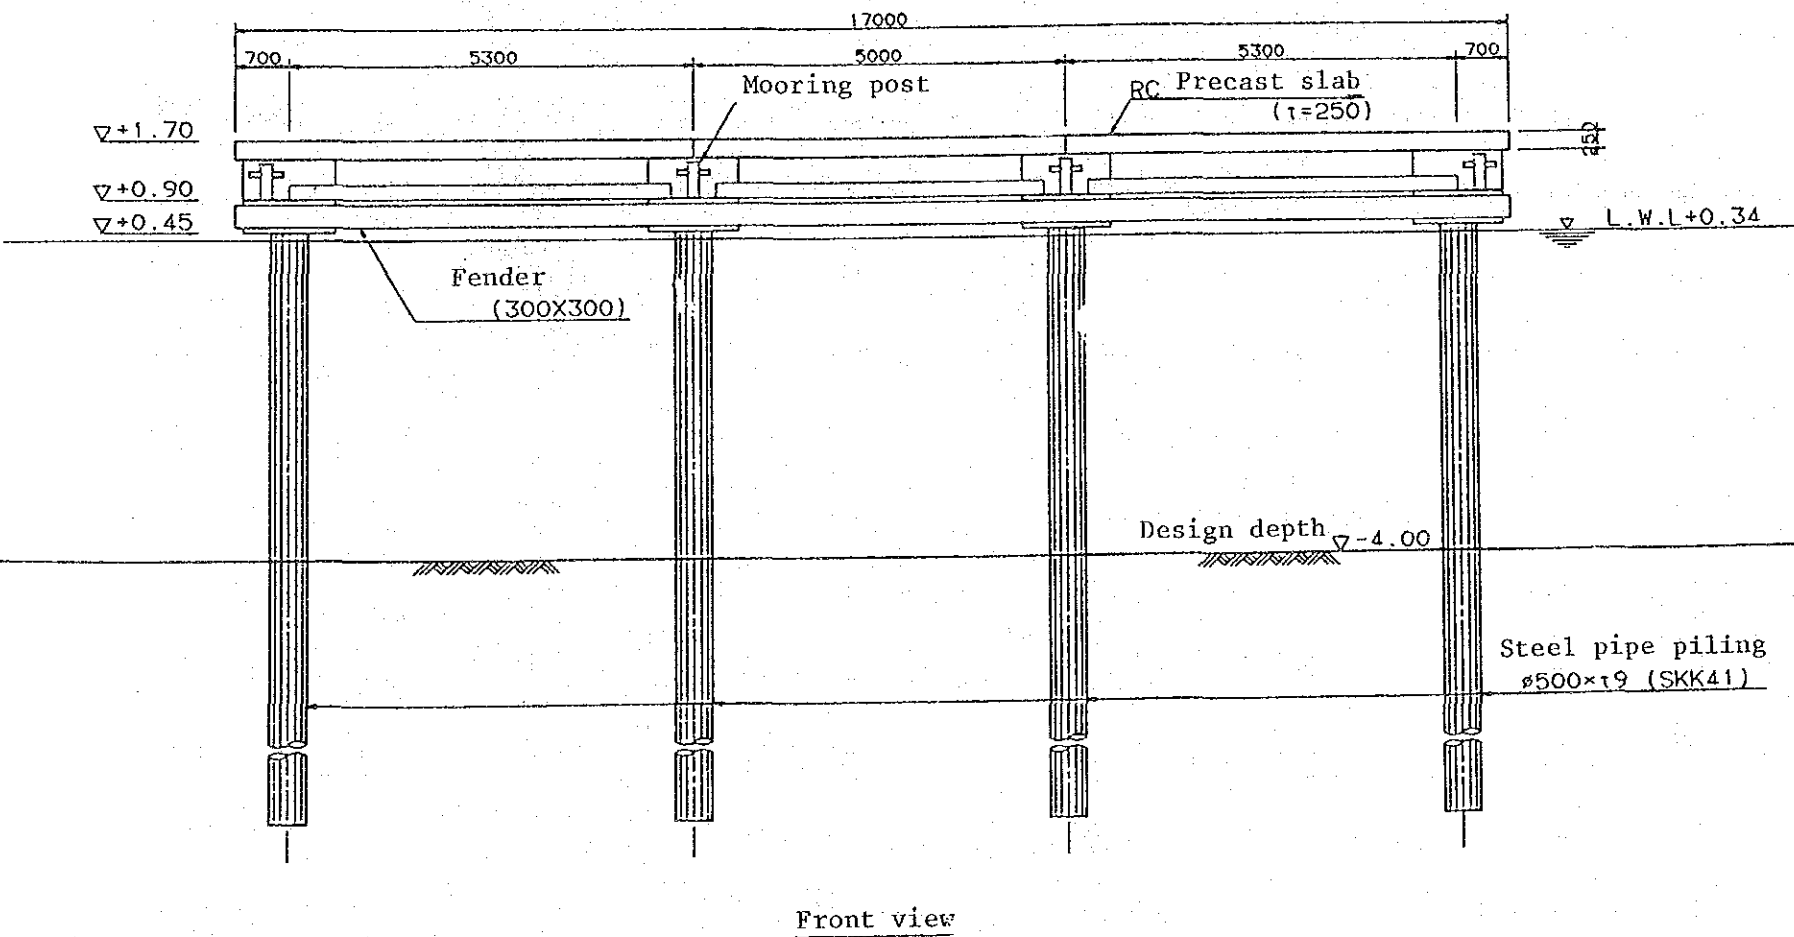 17000
700 5300 5000 5300 700
Mooring post
RC Precast slab
(t=250)
▽+1.70
250
▽+0.90
▽+0.45
▽ L.W.L+0.34
Fender
(300X300)
Design depth ▽-4.00
Steel pipe piling
ø500×t9 (SKK41)
Front view